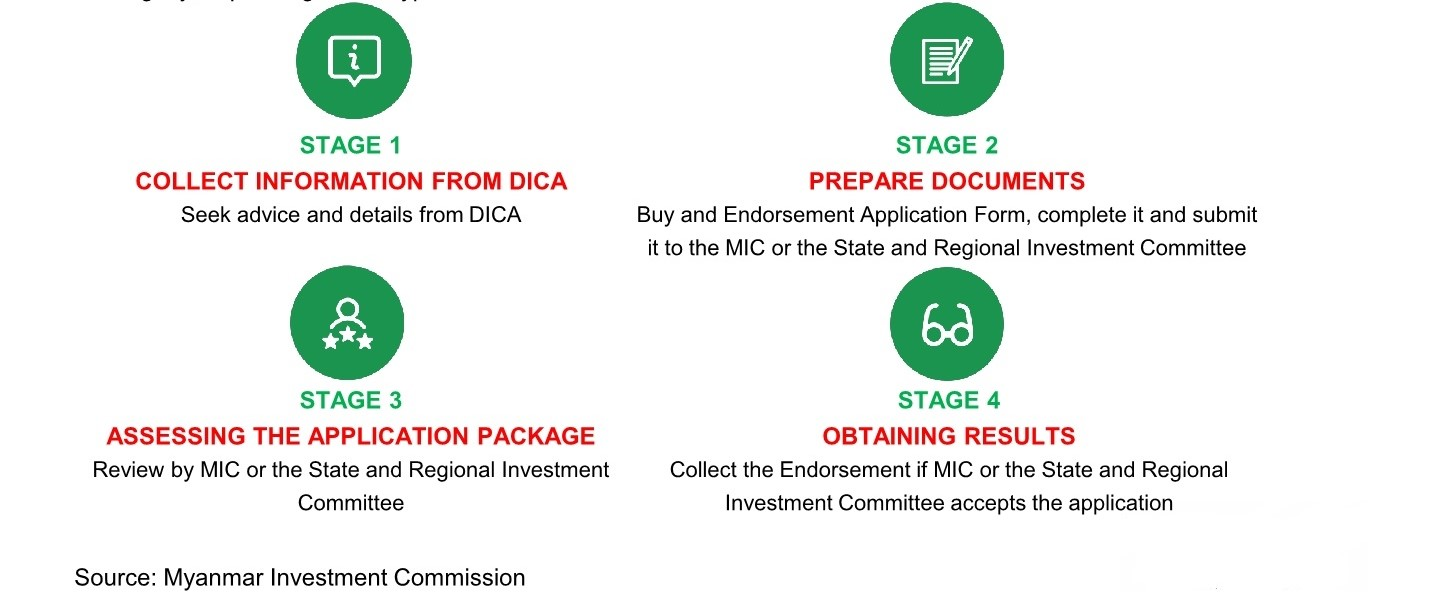 STAGE 1
COLLECT INFORMATION FROM DICA
Seek advice and details from DICA
STAGE 2
PREPARE DOCUMENTS
Buy and Endorsement Application Form, complete it and submit
it to the MIC or the State and Regional Investment Committee
STAGE 3
ASSESSING THE APPLICATION PACKAGE
Review by MIC or the State and Regional Investment
Committee
STAGE 4
OBTAINING RESULTS
Collect the Endorsement if MIC or the State and Regional
Investment Committee accepts the application
Source: Myanmar Investment Commission